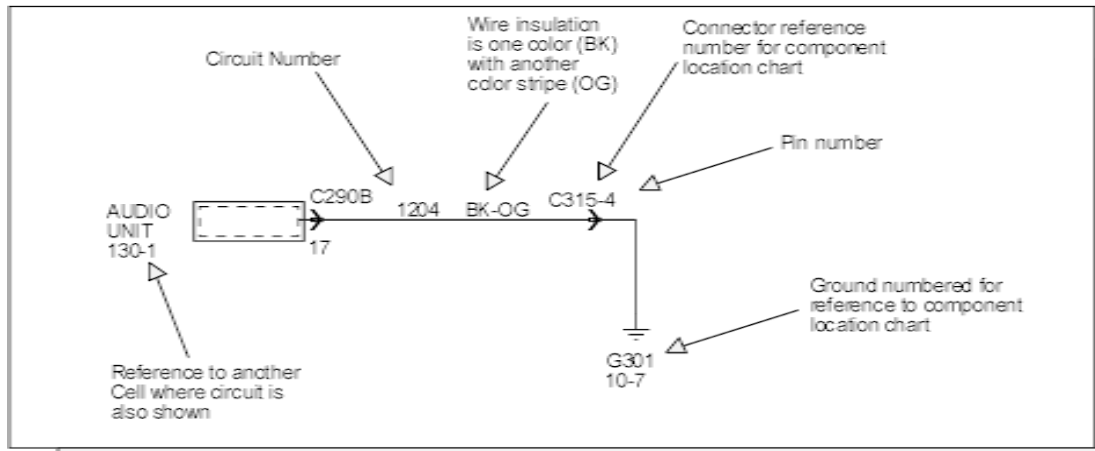 Wire insulation
is one color (BK)
with another
color stripe (OG)
Connector reference
number for component
location chart
Circuit Number
Pin number
C290B
1204
BK-OG
C315-4
AUDIO
UNIT
130-1
17
Ground numbered for
reference to component
location chart
G301
10-7
Reference to another
Cell where circuit is
also shown